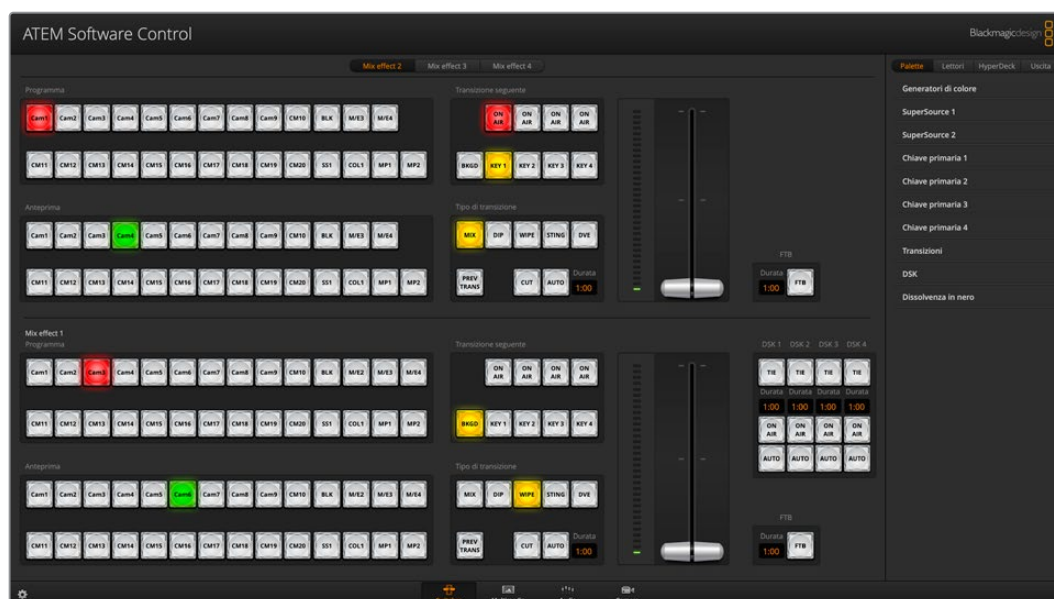 ATEM Software Control
Blackmagicdesign
Mix effect 2 Mix effect 3 Mix effect 4
Palette Lettori HyperDeck Uscita
Programma
Transizione seguente
Cam1 Cam2 Cam3 Cam4 Cam5 Cam6 Cam7 Cam8 Cam9 CM10 BLK M/E3 M/E4
ON AIR ON AIR ON AIR ON AIR
CM11 CM12 CM13 CM14 CM15 CM16 CM17 CM18 CM19 CM20 SS1 COL1 MP1 MP2
BKGD KEY 1 KEY 2 KEY 3 KEY 4
Anteprima
Tipo di transizione
Cam1 Cam2 Cam3 Cam4 Cam5 Cam6 Cam7 Cam8 Cam9 CM10 BLK M/E3 M/E4
MIX DIP WIPE STING DVE
CM11 CM12 CM13 CM14 CM15 CM16 CM17 CM18 CM19 CM20 SS1 COL1 MP1 MP2
PREV TRANS CUT AUTO
Durata
1:00
FTB
Durata
1:00 FTB
Generatori di colore
SuperSource 1
SuperSource 2
Chiave primaria 1
Chiave primaria 2
Chiave primaria 3
Chiave primaria 4
Transizioni
DSK
Dissolvenza in nero
Mix effect 1
Programma
Transizione seguente
Cam1 Cam2 Cam3 Cam4 Cam5 Cam6 Cam7 Cam8 Cam9 CM10 BLK M/E2 M/E3 M/E4
ON AIR ON AIR ON AIR ON AIR
CM11 CM12 CM13 CM14 CM15 CM16 CM17 CM18 CM19 CM20 SS1 COL1 MP1 MP2
BKGD KEY 1 KEY 2 KEY 3 KEY 4
Anteprima
Tipo di transizione
Cam1 Cam2 Cam3 Cam4 Cam5 Cam6 Cam7 Cam8 Cam9 CM10 BLK M/E2 M/E3 M/E4
MIX DIP WIPE STING DVE
CM11 CM12 CM13 CM14 CM15 CM16 CM17 CM18 CM19 CM20 SS1 COL1 MP1 MP2
PREV TRANS CUT AUTO
Durata
1:00
DSK 1 DSK 2 DSK 3 DSK 4
TIE TIE TIE TIE
Durata Durata Durata Durata
1:00 1:00 1:00 1:00
ON AIR ON AIR ON AIR ON AIR
AUTO AUTO AUTO AUTO
FTB
Durata
1:00 FTB